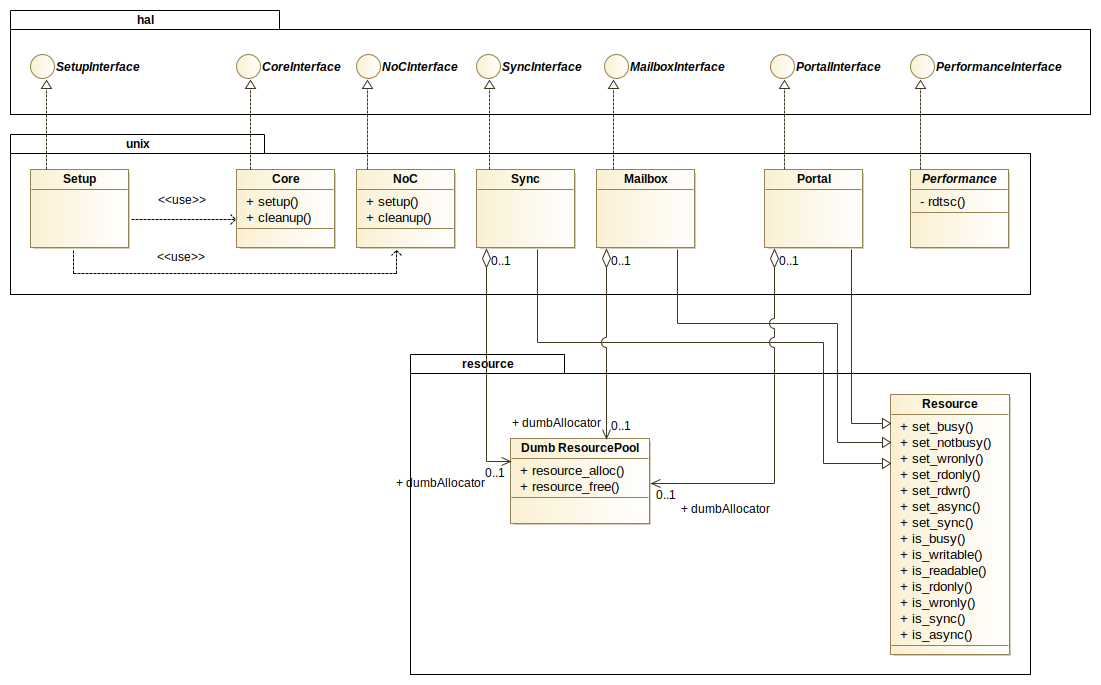 hal
SetupInterface
CoreInterface
NoCInterface
SyncInterface
MailboxInterface
PortalInterface
PerformanceInterface
unix
Setup
<<use>>
<<use>>
Core
+ setup()
+ cleanup()
NoC
+ setup()
+ cleanup()
Sync
Mailbox
Portal
Performance
- rdtsc()
0..1
0..1
0..1
resource
+ dumbAllocator
0..1
+ dumbAllocator
0..1
Dumb ResourcePool
+ resource_alloc()
+ resource_free()
0..1
+ dumbAllocator
Resource
+ set_busy()
+ set_notbusy()
+ set_wronly()
+ set_rdonly()
+ set_rdwr()
+ set_async()
+ set_sync()
+ is_busy()
+ is_writable()
+ is_readable()
+ is_rdonly()
+ is_wronly()
+ is_sync()
+ is_async()